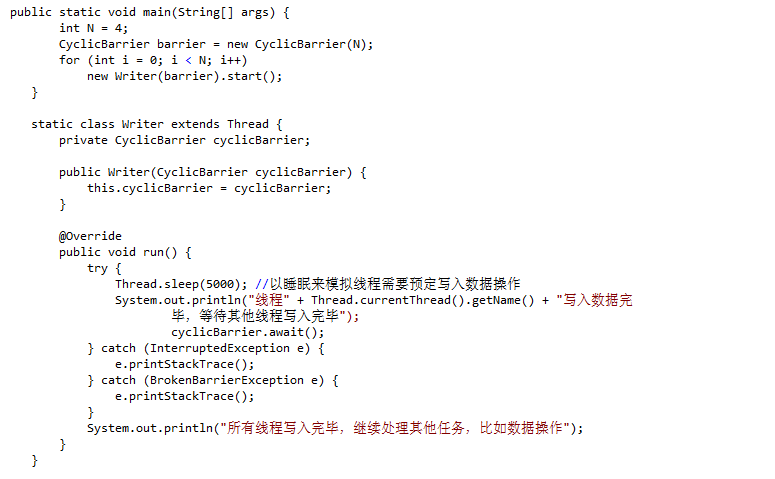 public static void main(String[] args) {
        int N = 4;
        CyclicBarrier barrier = new CyclicBarrier(N);
        for (int i = 0; i < N; i++)
            new Writer(barrier).start();
    }

    static class Writer extends Thread {
        private CyclicBarrier cyclicBarrier;

        public Writer(CyclicBarrier cyclicBarrier) {
            this.cyclicBarrier = cyclicBarrier;
        }

        @Override
        public void run() {
            try {
                Thread.sleep(5000); //以睡眠来模拟线程需要预定写入数据操作
                System.out.println("线程" + Thread.currentThread().getName() + "写入数据完
                        毕，等待其他线程写入完毕");
                        cyclicBarrier.await();
            } catch (InterruptedException e) {
                e.printStackTrace();
            } catch (BrokenBarrierException e) {
                e.printStackTrace();
            }
            System.out.println("所有线程写入完毕，继续处理其他任务，比如数据操作");
        }
    }